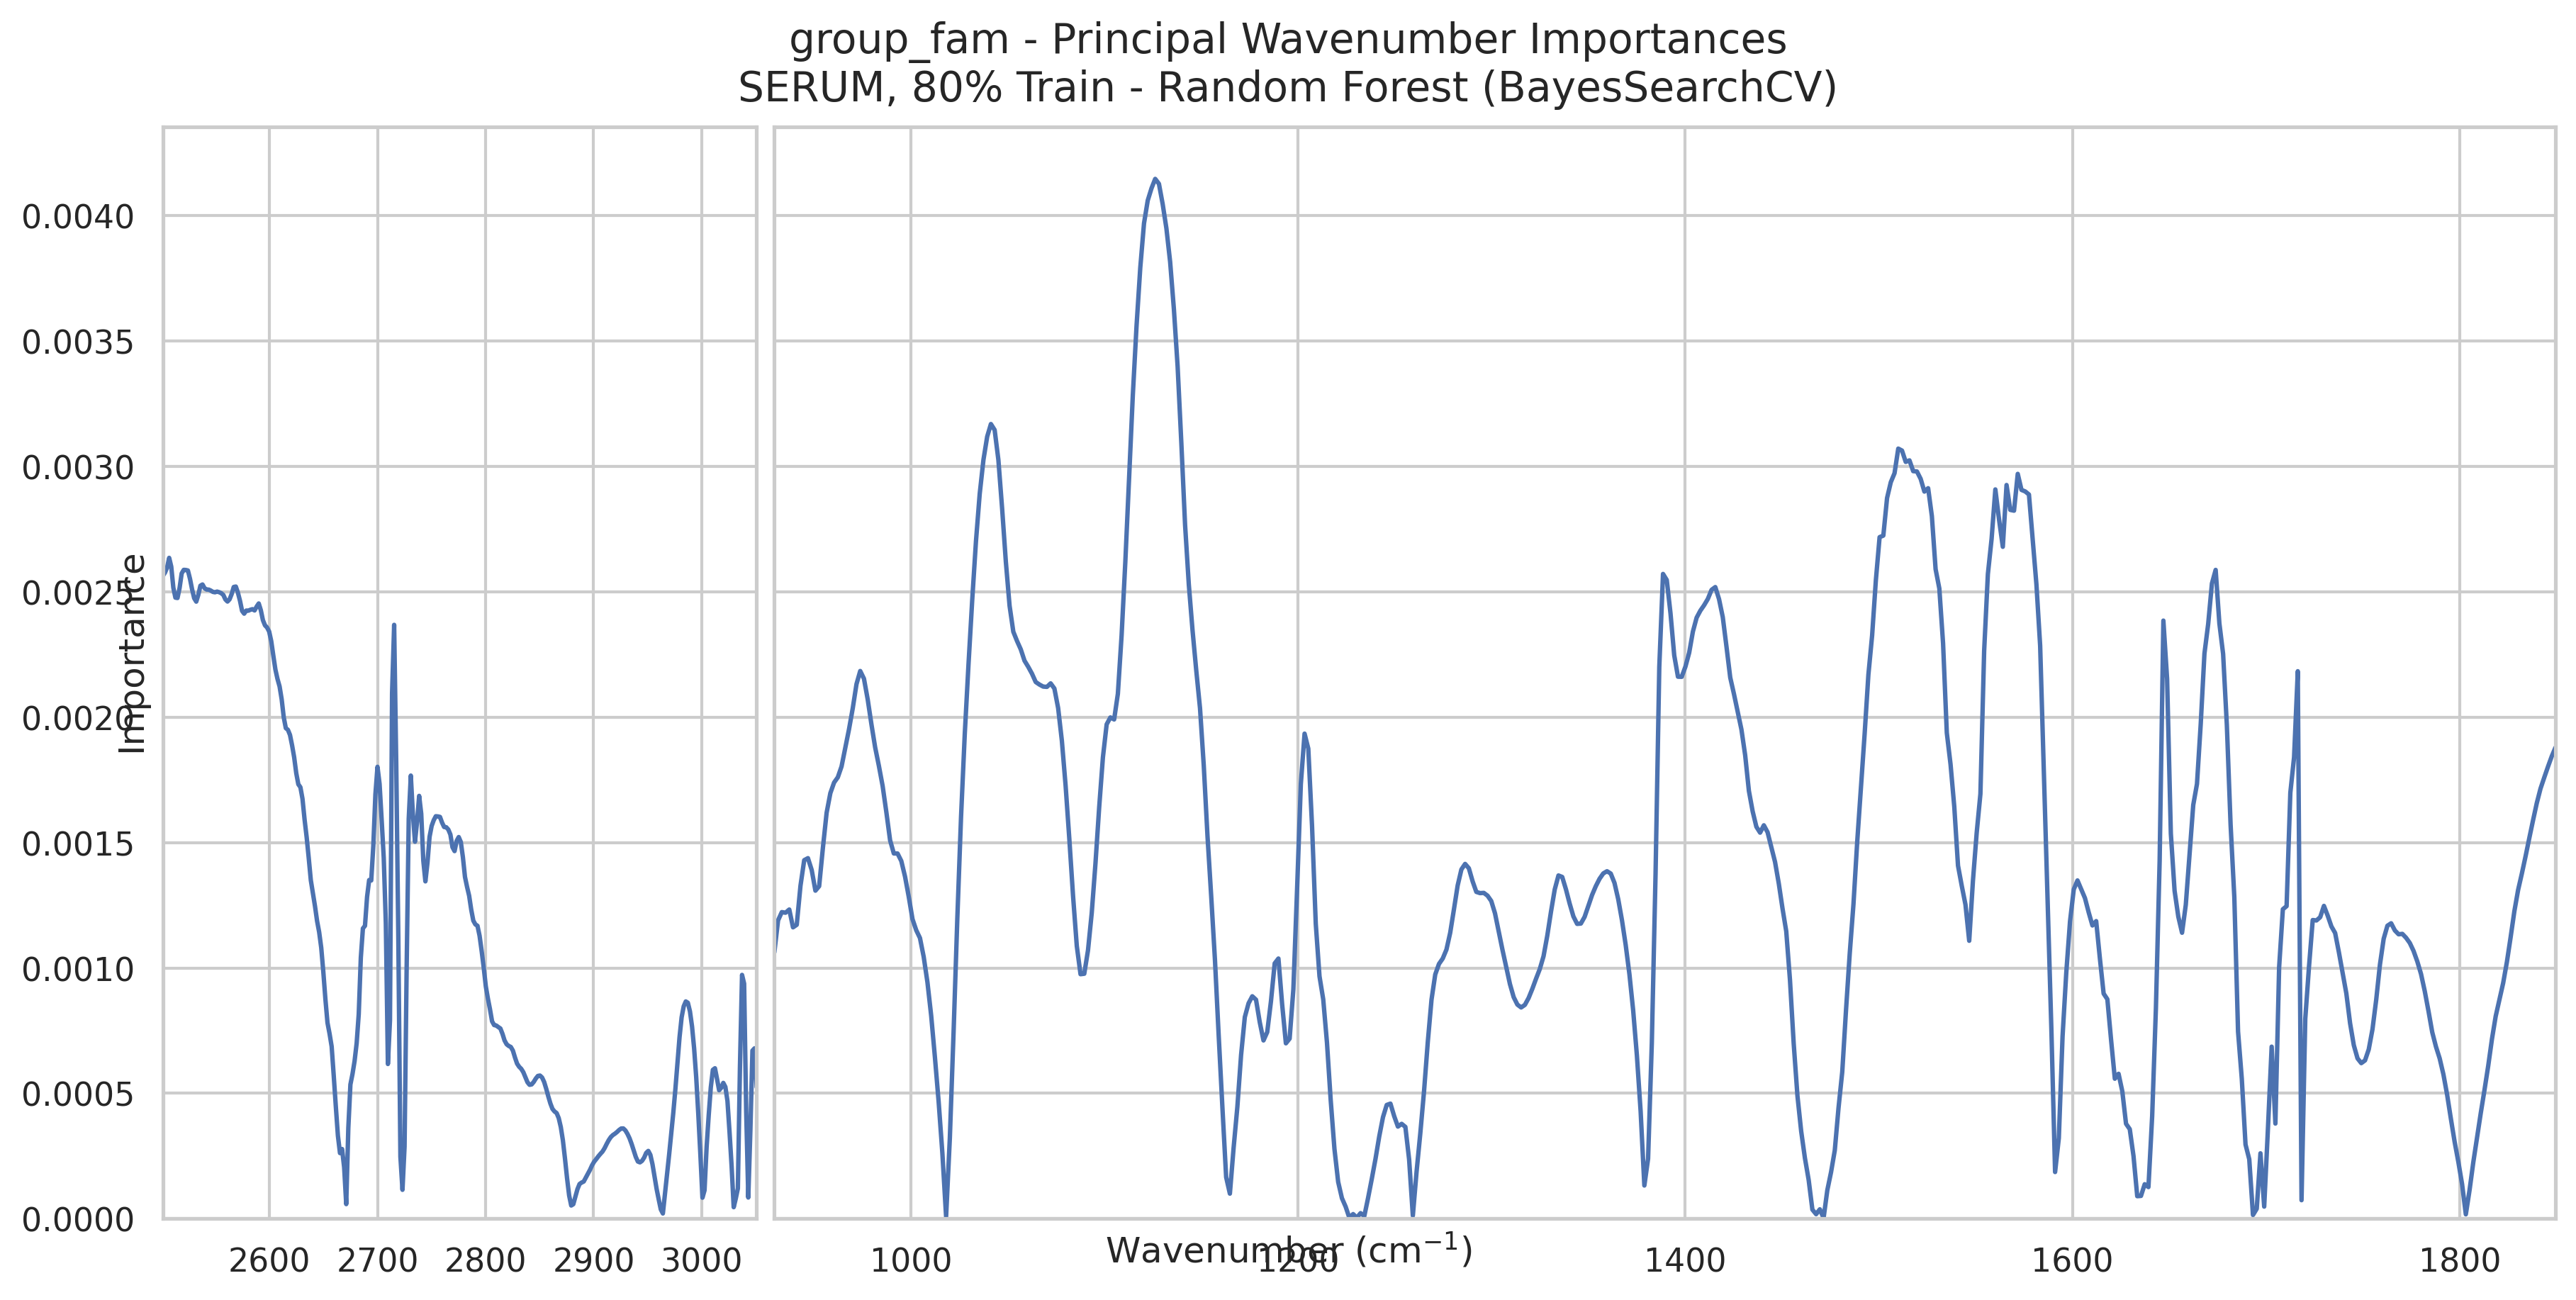 group_fam - Principal Wavenumber Importances
SERUM, 80% Train - Random Forest (BayesSearchCV)
Importance
0.0040
0.0035
0.0030
0.0025
0.0020
0.0015
0.0010
0.0005
0.0000
2600 2700 2800 2900 3000 1000 1200 1400 1600 1800
Wavenumber (cm⁻¹)